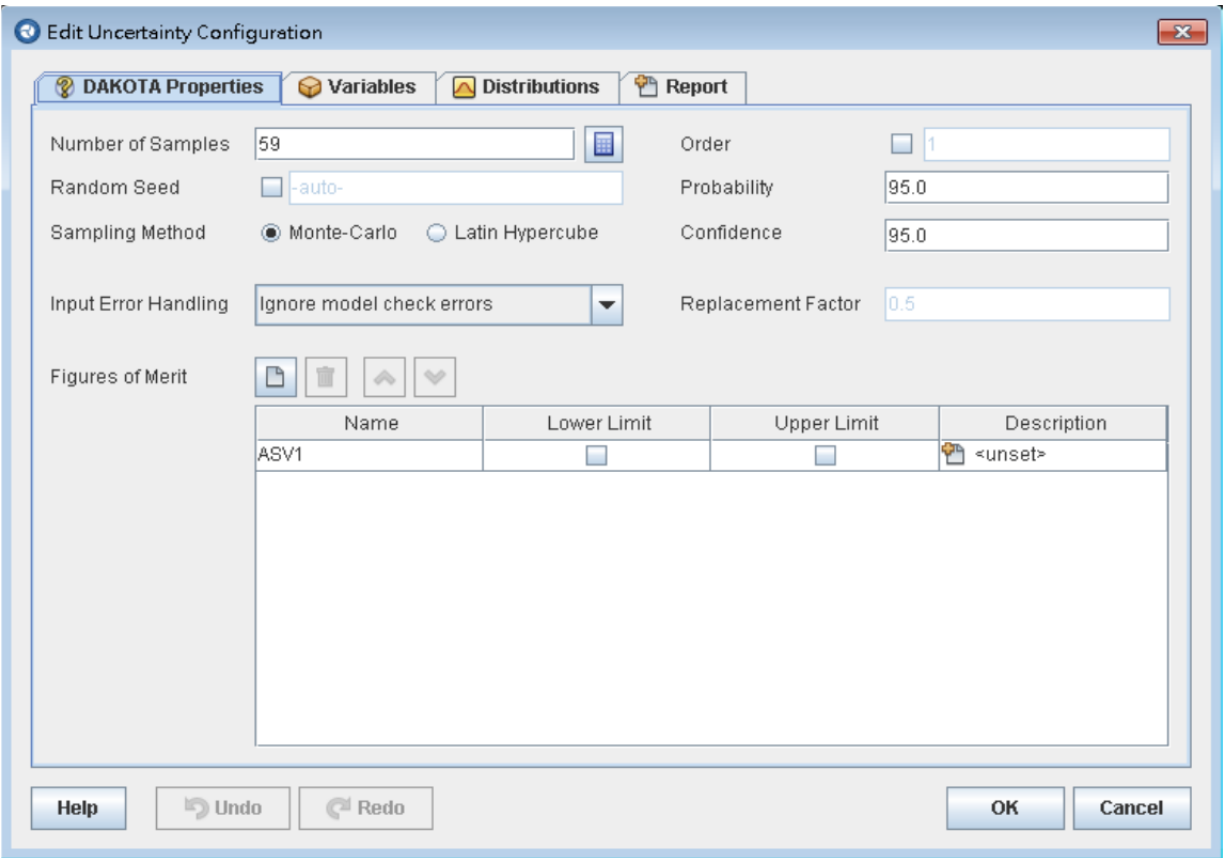 Edit Uncertainty Configuration
DAKOTA Properties Variables Distributions Report
Number of Samples 59 Order 1
Random Seed -auto- Probability 95.0
Sampling Method Monte-Carlo Latin Hypercube Confidence 95.0
Input Error Handling Ignore model check errors Replacement Factor 0.5
Figures of Merit
Name Lower Limit Upper Limit Description
ASV1 <unset>
Help Undo Redo OK Cancel